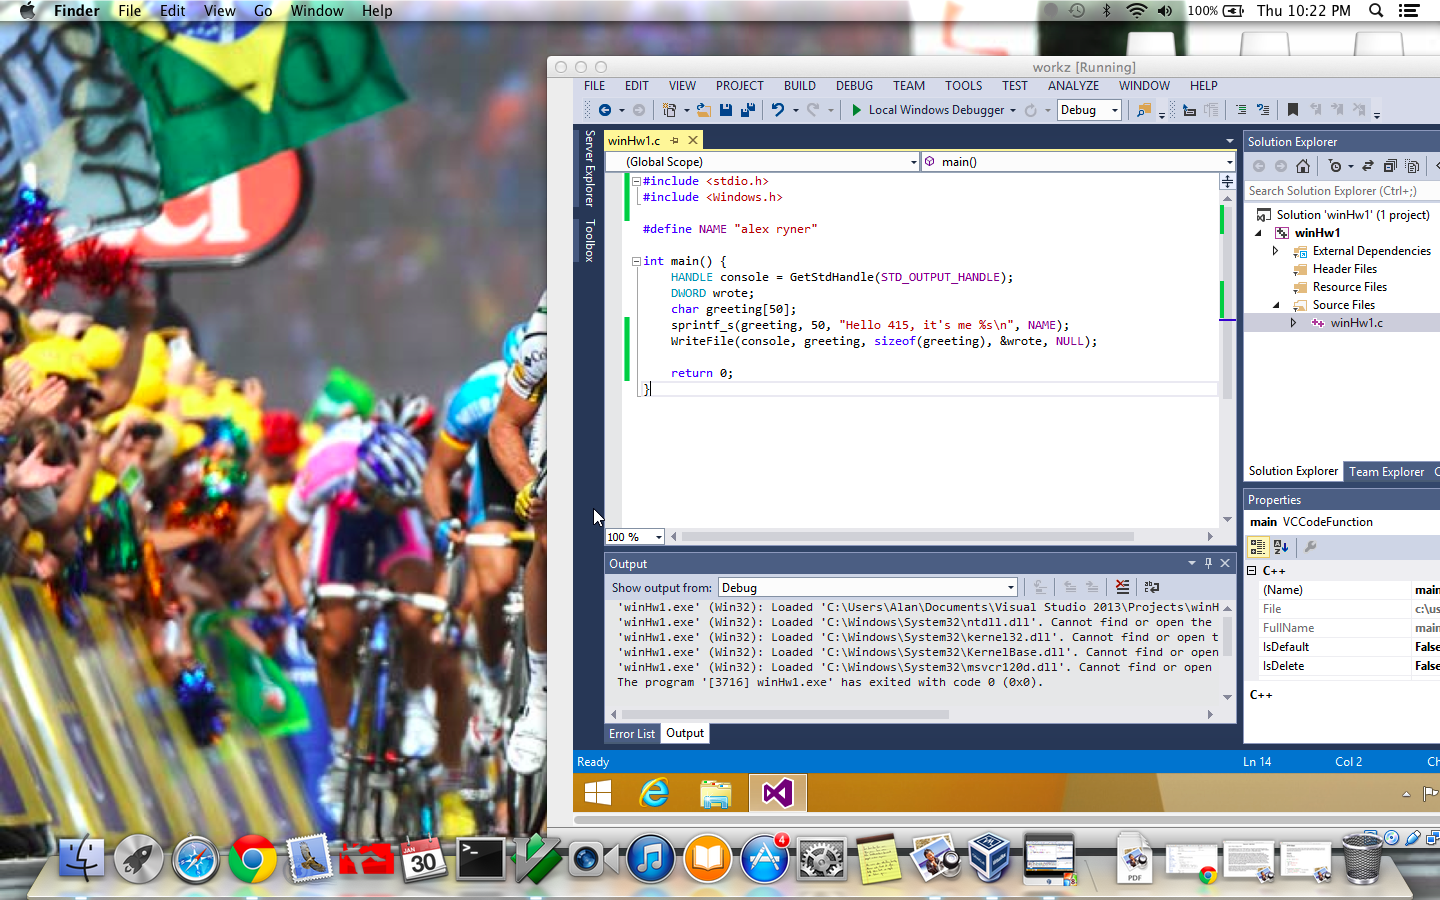 Finder File Edit View Go Window Help 100% Thu 10:22 PM
workz [Running]
FILE EDIT VIEW PROJECT BUILD DEBUG TEAM TOOLS TEST ANALYZE WINDOW HELP
Local Windows Debugger Debug
Server Explorer
Toolbox
winHw1.c
(Global Scope) main()
#include <stdio.h>
#include <Windows.h>
#define NAME "alex ryner"
int main() {
HANDLE console = GetStdHandle(STD_OUTPUT_HANDLE);
DWORD wrote;
char greeting[50];
sprintf_s(greeting, 50, "Hello 415, it's me %s\n", NAME);
WriteFile(console, greeting, sizeof(greeting), &wrote, NULL);
return 0;
}
100 %
Solution Explorer
Search Solution Explorer (Ctrl+;)
Solution 'winHw1' (1 project)
winHw1
External Dependencies
Header Files
Resource Files
Source Files
winHw1.c
Solution Explorer Team Explorer C
Properties
main VCCodeFunction
C++
(Name) main
File c:\us
FullName main
IsDefault False
IsDelete False
C++
Output
Show output from: Debug
'winHw1.exe' (Win32): Loaded 'C:\Users\Alan\Documents\Visual Studio 2013\Projects\winH
'winHw1.exe' (Win32): Loaded 'C:\Windows\System32\ntdll.dll'. Cannot find or open the
'winHw1.exe' (Win32): Loaded 'C:\Windows\System32\kernel32.dll'. Cannot find or open t
'winHw1.exe' (Win32): Loaded 'C:\Windows\System32\KernelBase.dll'. Cannot find or open
'winHw1.exe' (Win32): Loaded 'C:\Windows\System32\msvcr120d.dll'. Cannot find or open
The program '[3716] winHw1.exe' has exited with code 0 (0x0).
Error List Output
Ready Ln 14 Col 2 Ch
JAN
30
4
PDF